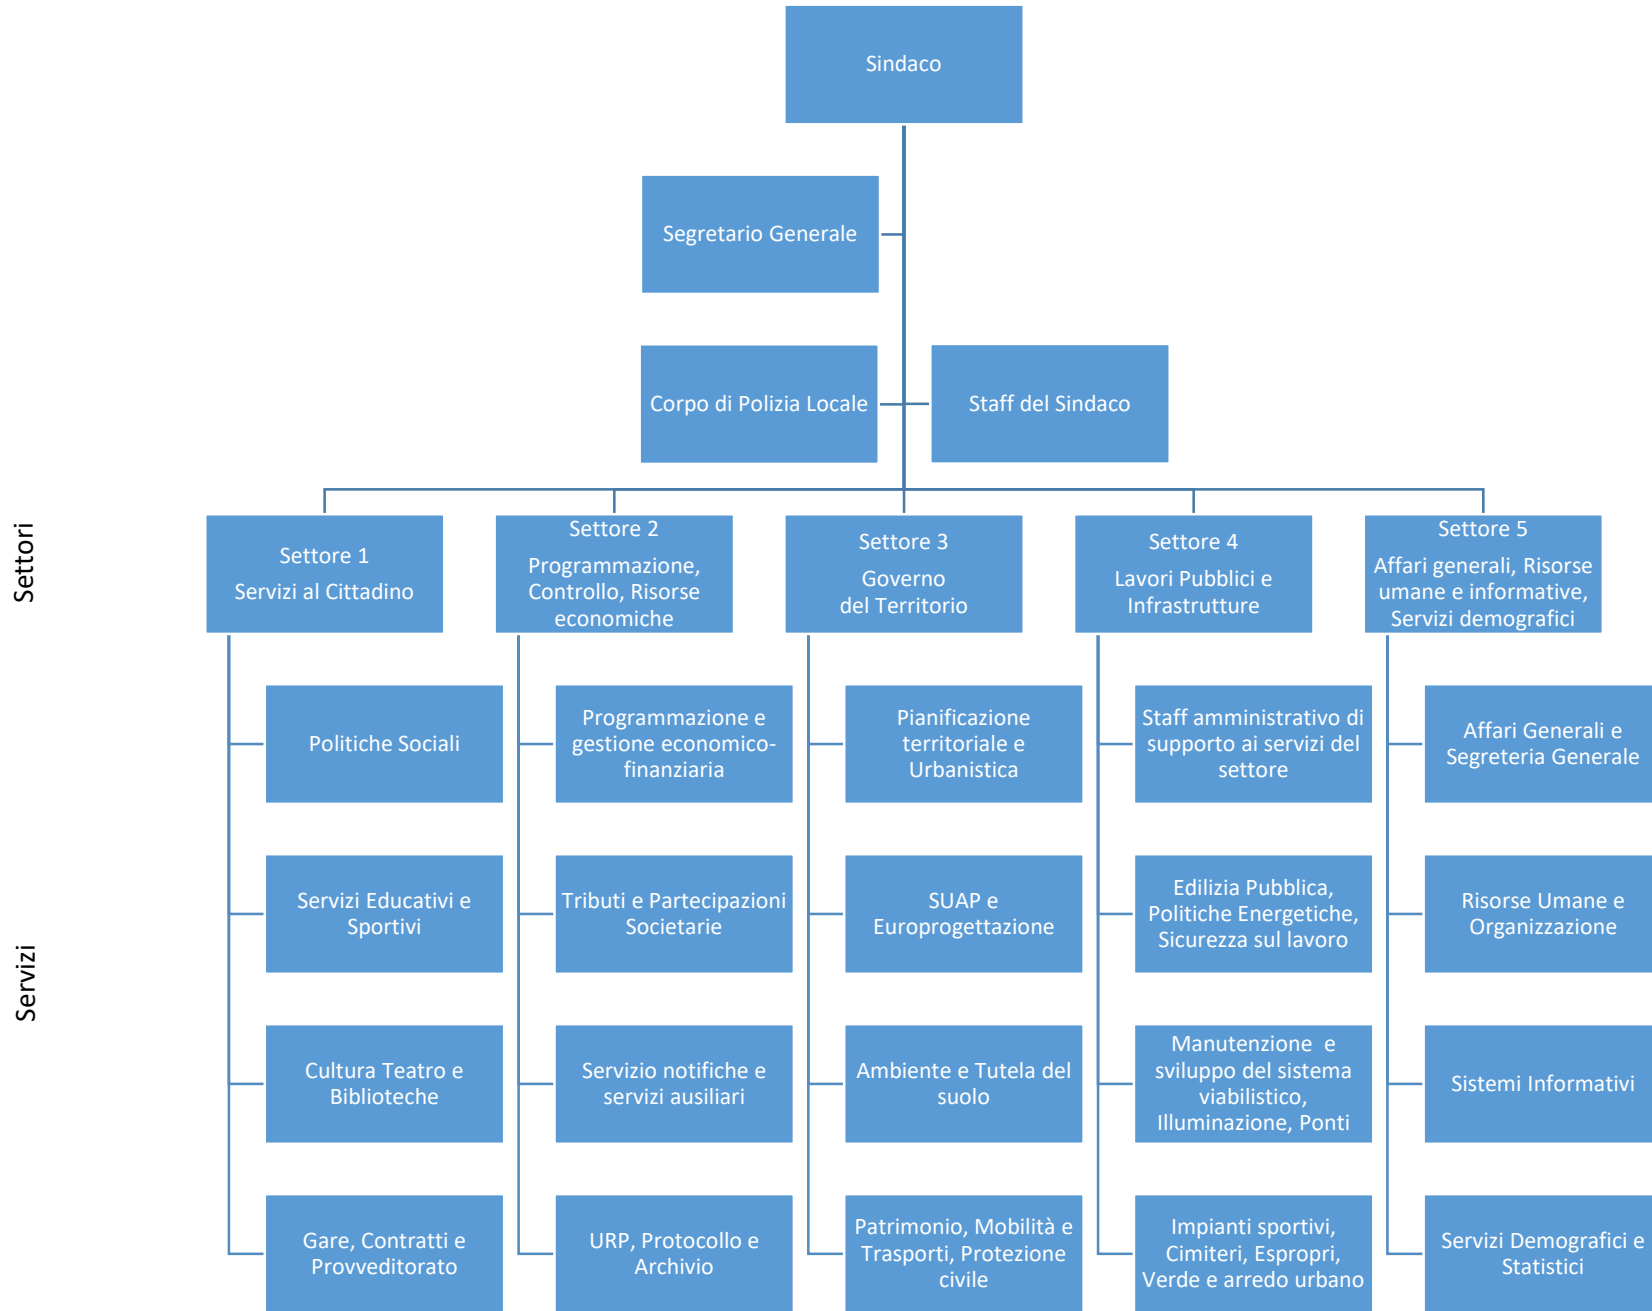 Sindaco
Segretario Generale
Corpo di Polizia Locale
Staff del Sindaco
Settori
Settore 1
Servizi al Cittadino
Settore 2
Programmazione,
Controllo, Risorse
economiche
Settore 3
Governo
del Territorio
Settore 4
Lavori Pubblici e
Infrastrutture
Settore 5
Affari generali, Risorse
umane e informative,
Servizi demografici
Servizi
Politiche Sociali
Programmazione e
gestione economico-
finanziaria
Pianificazione
territoriale e
Urbanistica
Staff amministrativo di
supporto ai servizi del
settore
Affari Generali e
Segreteria Generale
Servizi Educativi e
Sportivi
Tributi e Partecipazioni
Societarie
SUAP e
Europrogettazione
Edilizia Pubblica,
Politiche Energetiche,
Sicurezza sul lavoro
Risorse Umane e
Organizzazione
Cultura Teatro e
Biblioteche
Servizio notifiche e
servizi ausiliari
Ambiente e Tutela del
suolo
Manutenzione e
sviluppo del sistema
viabilistico,
Illuminazione, Ponti
Sistemi Informativi
Gare, Contratti e
Provveditorato
URP, Protocollo e
Archivio
Patrimonio, Mobilità e
Trasporti, Protezione
civile
Impianti sportivi,
Cimiteri, Espropri,
Verde e arredo urbano
Servizi Demografici e
Statistici